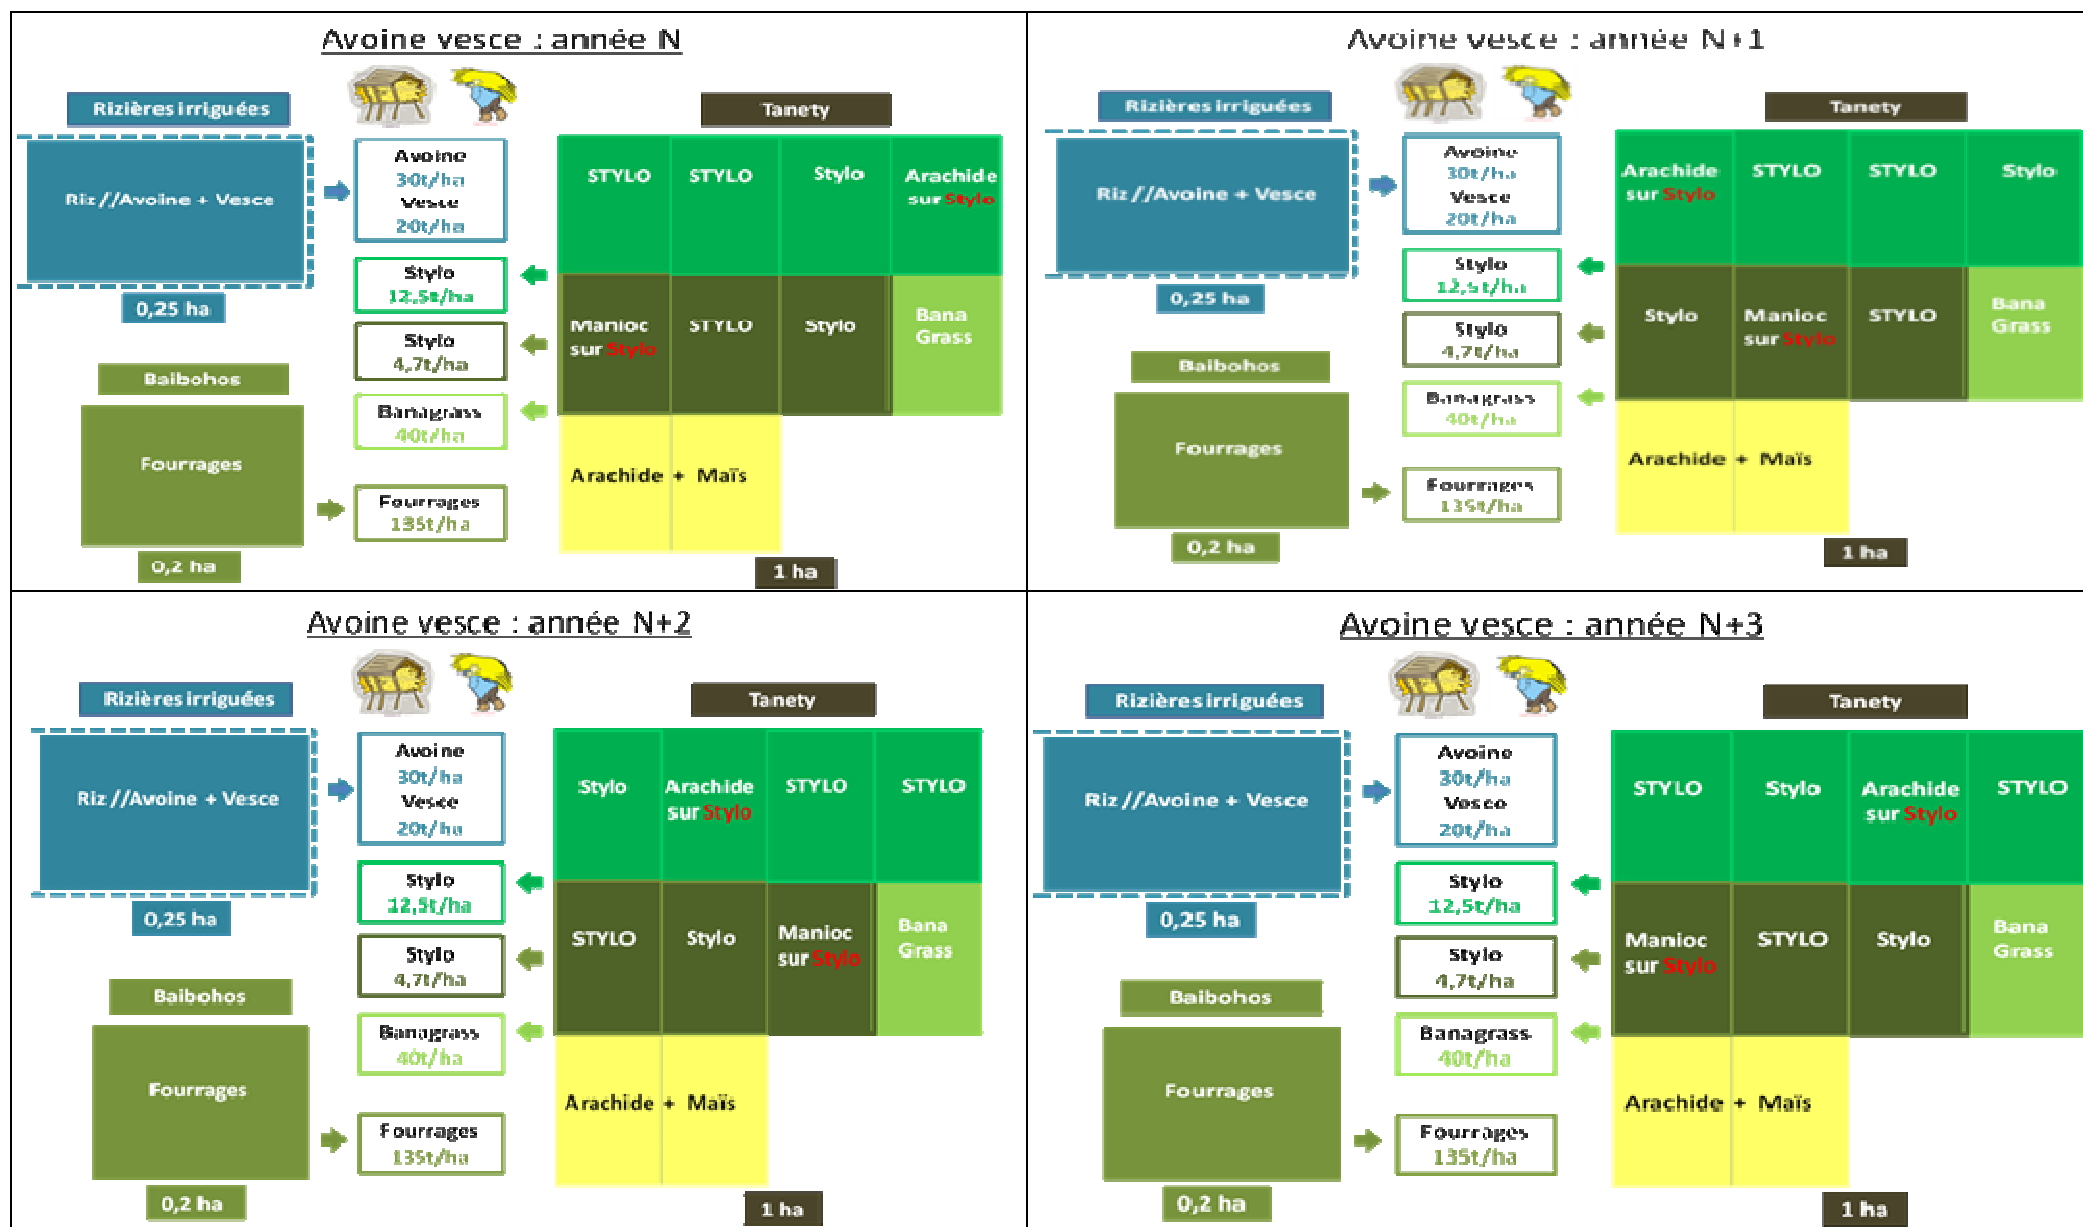 Avoine vesce : année N
Rizières irriguées
Tanety
Riz //Avoine + Vesce
0,25 ha
Avoine
30t/ha
Vesce
20t/ha
Stylo
12,5t/ha
Stylo
4,7t/ha
Banagrass
40t/ha
Fourrages
135t/ha
Baibohos
Fourrages
0,2 ha
STYLO
STYLO
Stylo
Arachide
sur Stylo
Manioc
sur Stylo
STYLO
Stylo
Bana
Grass
Arachide + Maïs
1 ha
Avoine vesce : année N+1
Rizières irriguées
Tanety
Riz //Avoine + Vesce
0,25 ha
Avoine
30t/ha
Vesce
20t/ha
Stylo
12,5t/ha
Stylo
4,7t/ha
Banagrass
40t/ha
Fourrages
135t/ha
Baibohos
Fourrages
0,2 ha
Arachide
sur Stylo
STYLO
STYLO
Stylo
Stylo
Manioc
sur Stylo
STYLO
Bana
Grass
Arachide + Maïs
1 ha
Avoine vesce : année N+2
Rizières irriguées
Tanety
Riz //Avoine + Vesce
0,25 ha
Avoine
30t/ha
Vesce
20t/ha
Stylo
12,5t/ha
Stylo
4,7t/ha
Banagrass
40t/ha
Fourrages
135t/ha
Baibohos
Fourrages
0,2 ha
Stylo
Arachide
sur Stylo
STYLO
STYLO
STYLO
Stylo
Manioc
sur Stylo
Bana
Grass
Arachide + Maïs
1 ha
Avoine vesce : année N+3
Rizières irriguées
Tanety
Riz //Avoine + Vesce
0,25 ha
Avoine
30t/ha
Vesce
20t/ha
Stylo
12,5t/ha
Stylo
4,7t/ha
Banagrass
40t/ha
Fourrages
135t/ha
Baibohos
Fourrages
0,2 ha
STYLO
Stylo
Arachide
sur Stylo
STYLO
Manioc
sur Stylo
STYLO
Stylo
Bana
Grass
Arachide + Maïs
1 ha